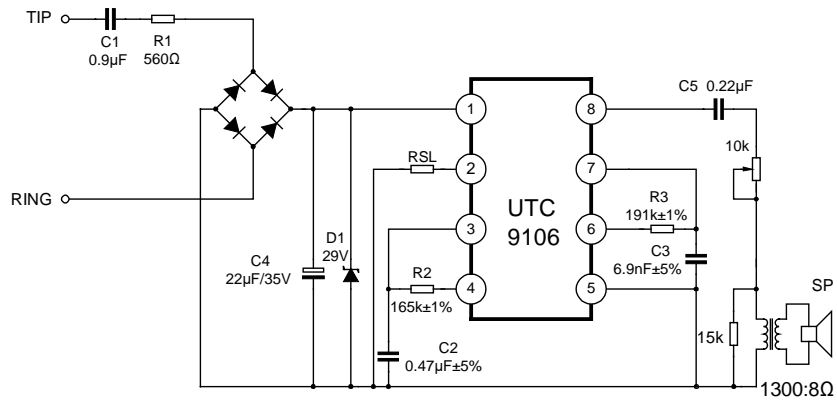 TIP
C1
0.9µF
R1
560Ω
C5 0.22µF
1
8
10k
RSL
2
7
RING
UTC
9106
R3
191k±1%
3
6
D1
29V
C4
22µF/35V
R2
165k±1%
4
5
C3
6.9nF±5%
SP
15k
C2
0.47µF±5%
1300:8Ω